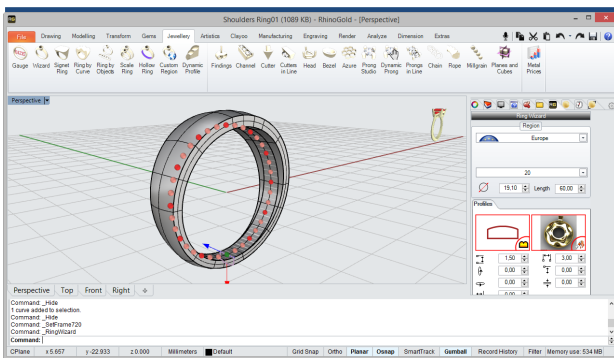 Shoulders Ring01 (1089 KB) - RhinoGold - [Perspective]
File Drawing Modelling Transform Gems Jewellery Artistics Clayoo Manufacturing Engraving Render Analyze Dimension Extras
Gauge Wizard Signet Ring Ring by Curve Ring by Objects Scale Ring Hollow Ring Custom Region Dynamic Profile Findings Channel Cutter Cutters in Line Head Bezel Azure Prong Studio Dynamic Prong Prongs in Line Chain Rope Millgrain Planes and Cubes Metal Prices
Perspective
Ring Wizard
Region
Europe
20
19,10 Length 60,00
Profiles
1,50 3,00
0,00 0,00
0,00 0,00
0,00
Perspective Top Front Right
Command: _Hide
1 curve added to selection.
Command: _Hide
Command: _SetFrame720
Command: _RingWizard
Command:
CPlane x 5.657 y -22.933 z 0.000 Millimeters Default Grid Snap Ortho Planar Osnap SmartTrack Gumball Record History Filter Memory use: 534 MB